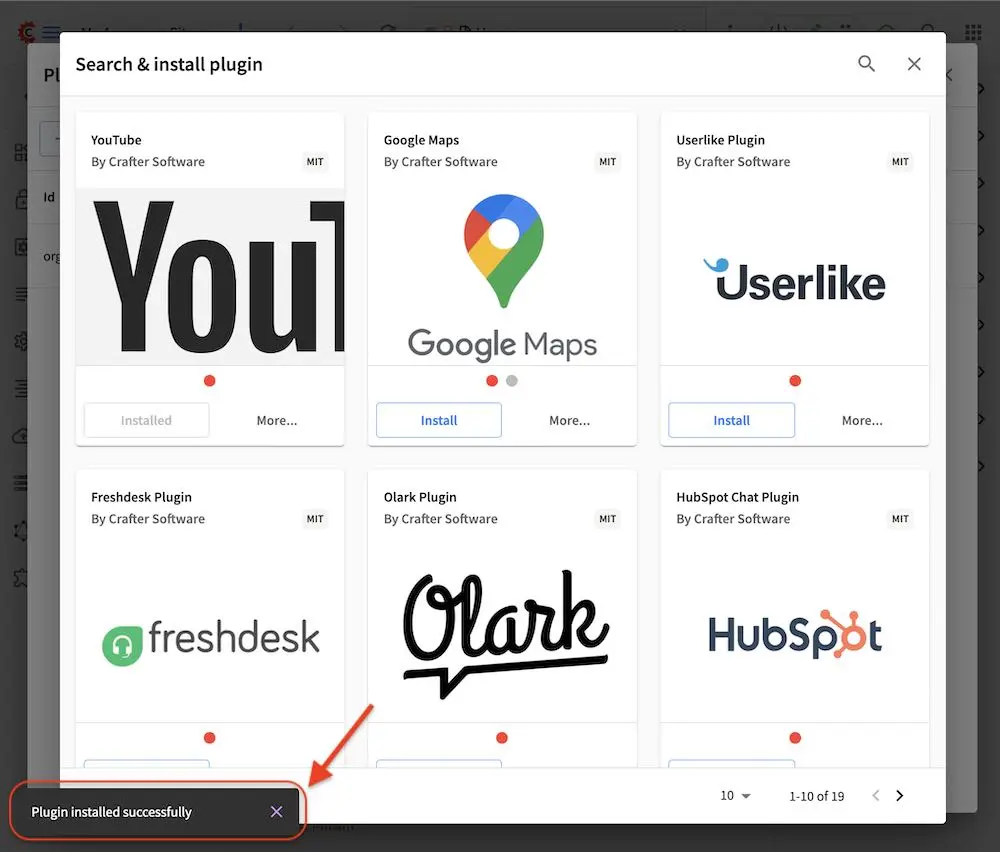 Search & install plugin
YouTube
By Crafter Software
MIT
Google Maps
By Crafter Software
MIT
Userlike Plugin
By Crafter Software
MIT
YouT
Google Maps
Userlike
Installed
More...
Install
More...
Install
More...
Freshdesk Plugin
By Crafter Software
MIT
Olark Plugin
By Crafter Software
MIT
HubSpot Chat Plugin
By Crafter Software
MIT
freshdesk
Olark
HubSpot
10
1-10 of 19
Plugin installed successfully
Pl
Id
org